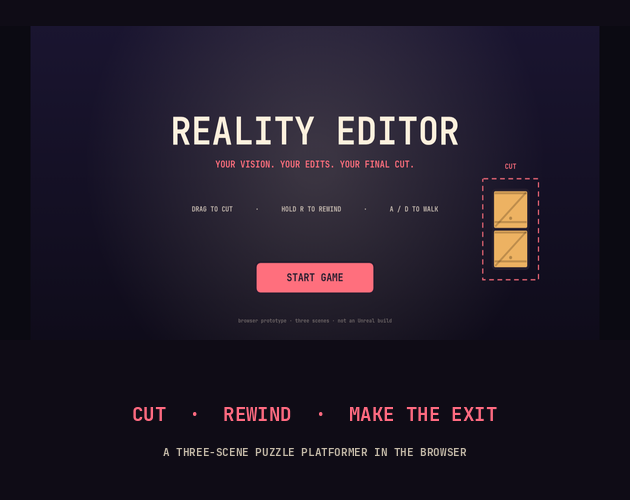 REALITY EDITOR
YOUR VISION. YOUR EDITS. YOUR FINAL CUT.
CUT
DRAG TO CUT · HOLD R TO REWIND · A / D TO WALK
START GAME
browser prototype · three scenes · not an Unreal build
CUT · REWIND · MAKE THE EXIT
A THREE-SCENE PUZZLE PLATFORMER IN THE BROWSER